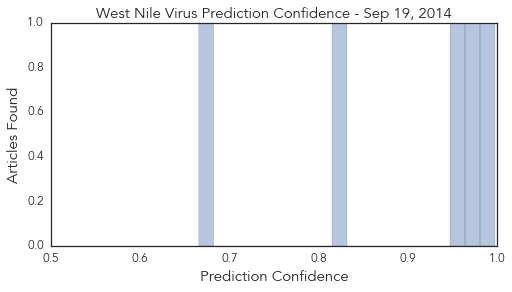 West Nile Virus Prediction Confidence - Sep 19, 2014
1.0
0.8
0.6
0.4
0.2
0.0
Articles Found
0.5 0.6 0.7 0.8 0.9 1.0
Prediction Confidence